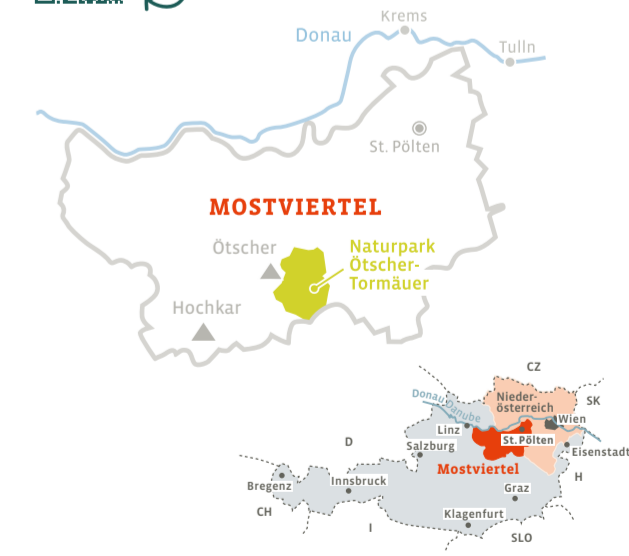 Krems
Donau
Tulln
St. Pölten
MOSTVIERTEL
Ötscher
Naturpark
Ötscher-
Tormäuer
Hochkar
CZ
Donau Danube
Nieder-
österreich
SK
Wien
Linz
St. Pölten
D
Salzburg
Eisenstadt
Mostviertel
H
Innsbruck
Bregenz
Graz
CH
Klagenfurt
I
SLO